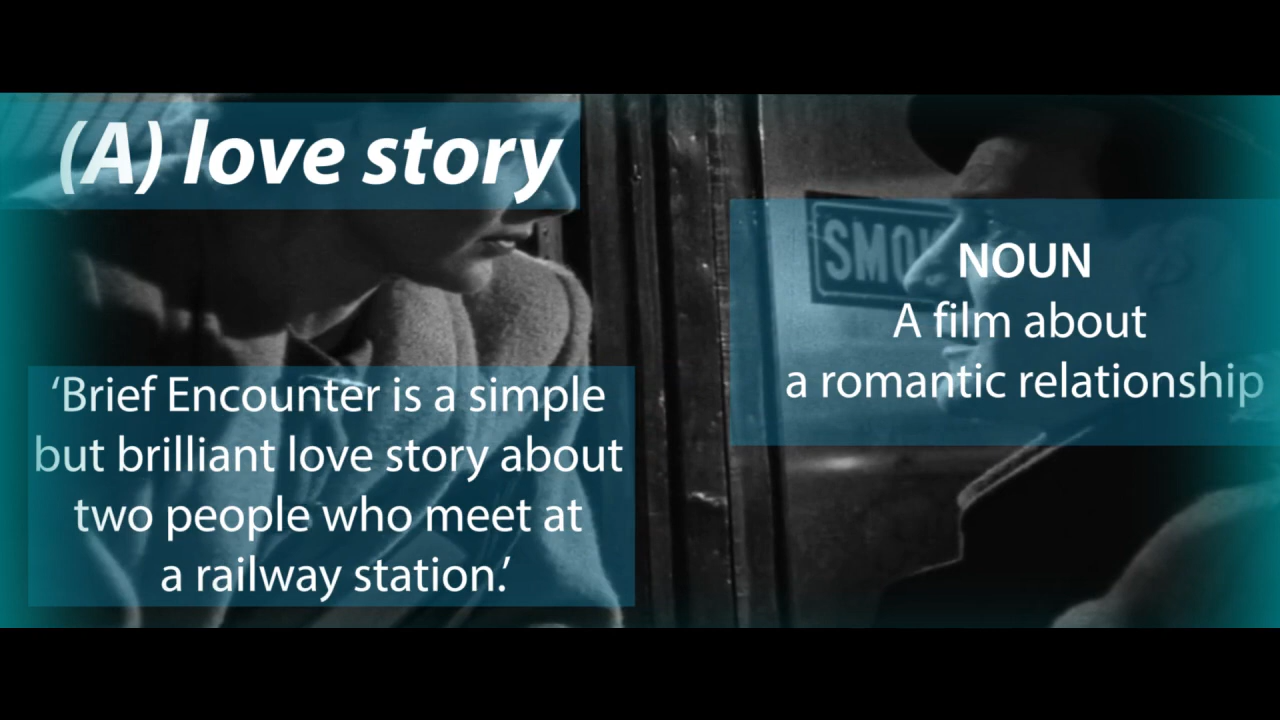 (A) love story
SMO
NOUN
A film about
a romantic relationship
‘Brief Encounter is a simple
but brilliant love story about
two people who meet at
a railway station.’